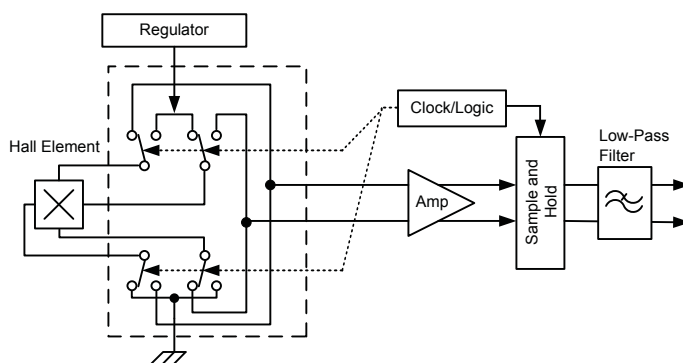 Regulator
Clock/Logic
Hall Element
Low-Pass
Filter
Amp
Sample and
Hold